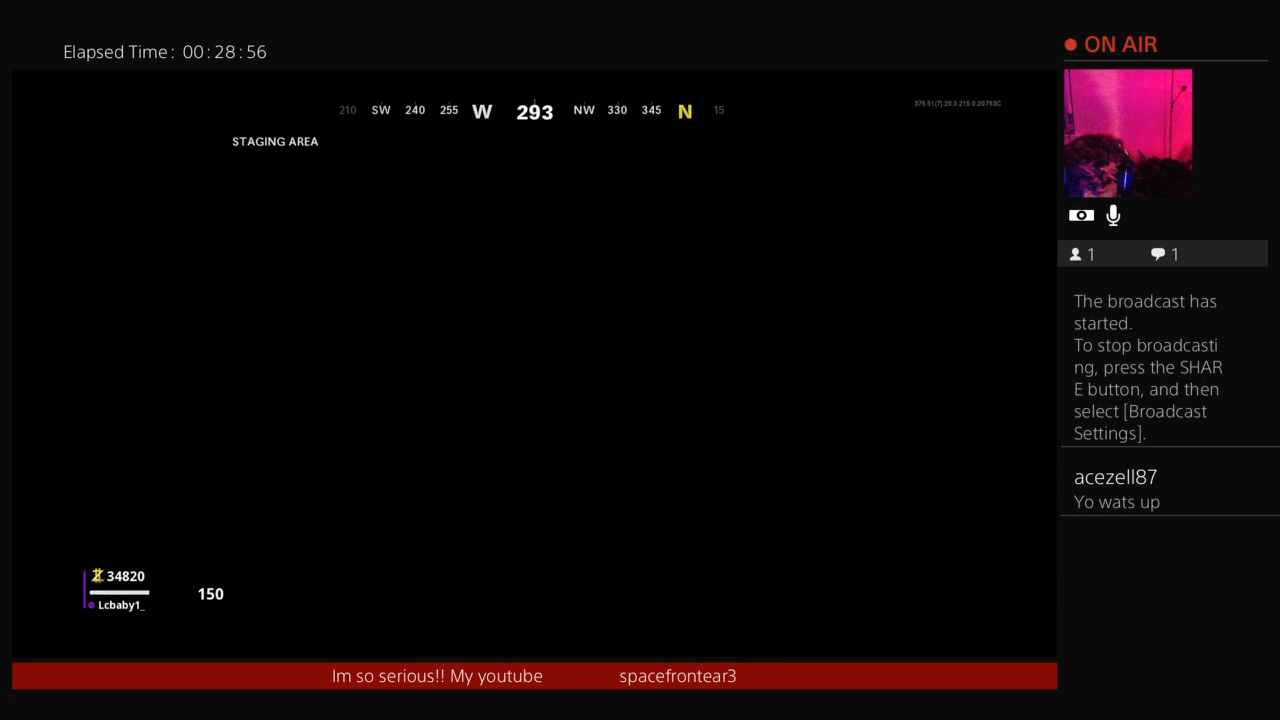 Elapsed Time: 00:28:56
ON AIR
210 SW 240 255 W 293 NW 330 345 N 15
STAGING AREA
1 1
The broadcast has
started.
To stop broadcasti
ng, press the SHAR
E button, and then
select [Broadcast
Settings].
acezell87
Yo wats up
34820
150
Lcbaby1_
Im so serious!! My youtube spacefrontear3